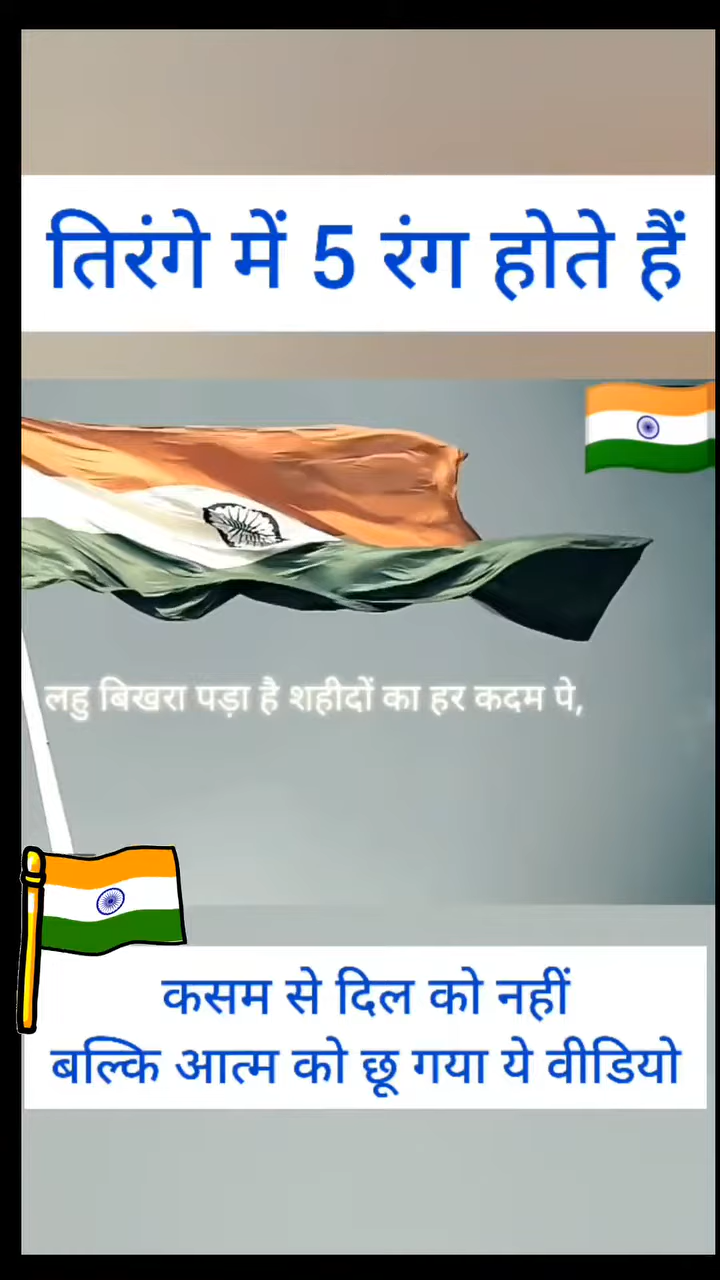 तिरंगे में 5 रंग होते हैं
लहु बिखरा पड़ा है शहीदों का हर कदम पे,
कसम से दिल को नहीं
बल्कि आत्म को छू गया ये वीडियो